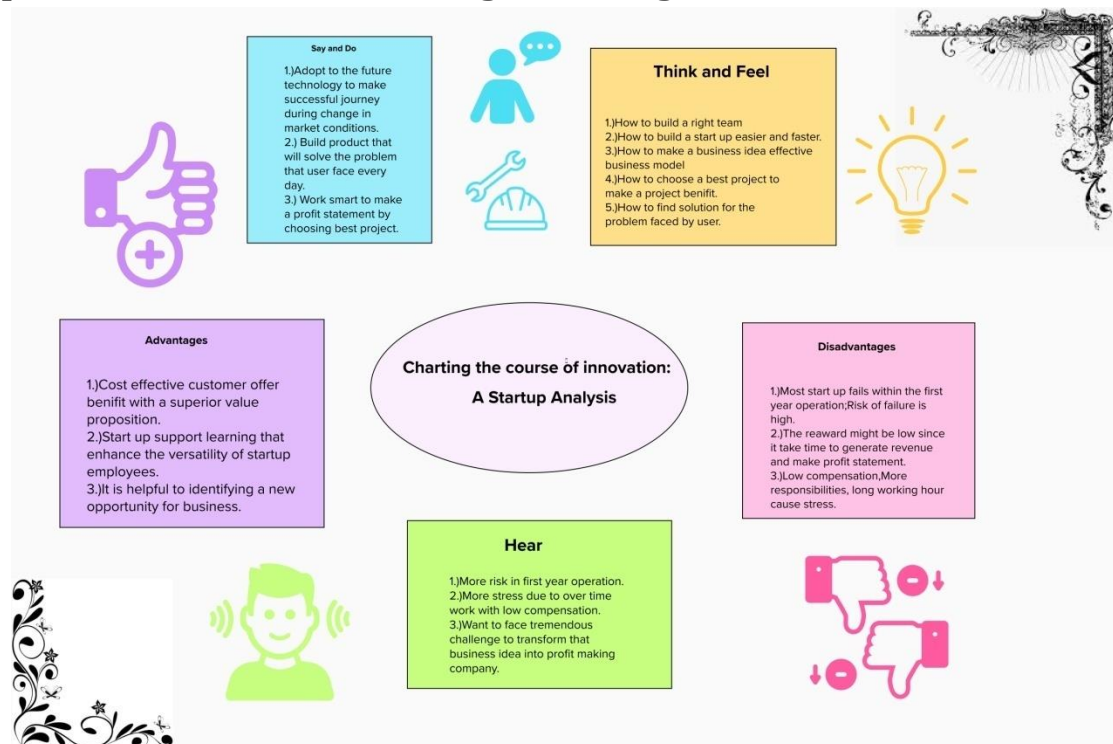 Say and Do
1.)Adopt to the future
technology to make
successful journey
during change in
market conditions.
2.) Build product that
will solve the problem
that user face every
day.
3.) Work smart to make
a profit statement by
choosing best project.
Think and Feel
1.)How to build a right team
2.)How to build a start up easier and faster.
3.)How to make a business idea effective
business model
4.)How to choose a best project to
make a project benifit.
5.)How to find solution for the
problem faced by user.
Advantages
1.)Cost effective customer offer
benifit with a superior value
proposition.
2.)Start up support learning that
enhance the versatility of startup
employees.
3.)It is helpful to identifying a new
opportunity for business.
Charting the course of innovation:
A Startup Analysis
Disadvantages
1.)Most start up fails within the first
year operation;Risk of failure is
high.
2.)The reaward might be low since
it take time to generate revenue
and make profit statement.
3.)Low compensation,More
responsibilities, long working hour
cause stress.
Hear
1.)More risk in first year operation.
2.)More stress due to over time
work with low compensation.
3.)Want to face tremendous
challenge to transform that
business idea into profit making
company.